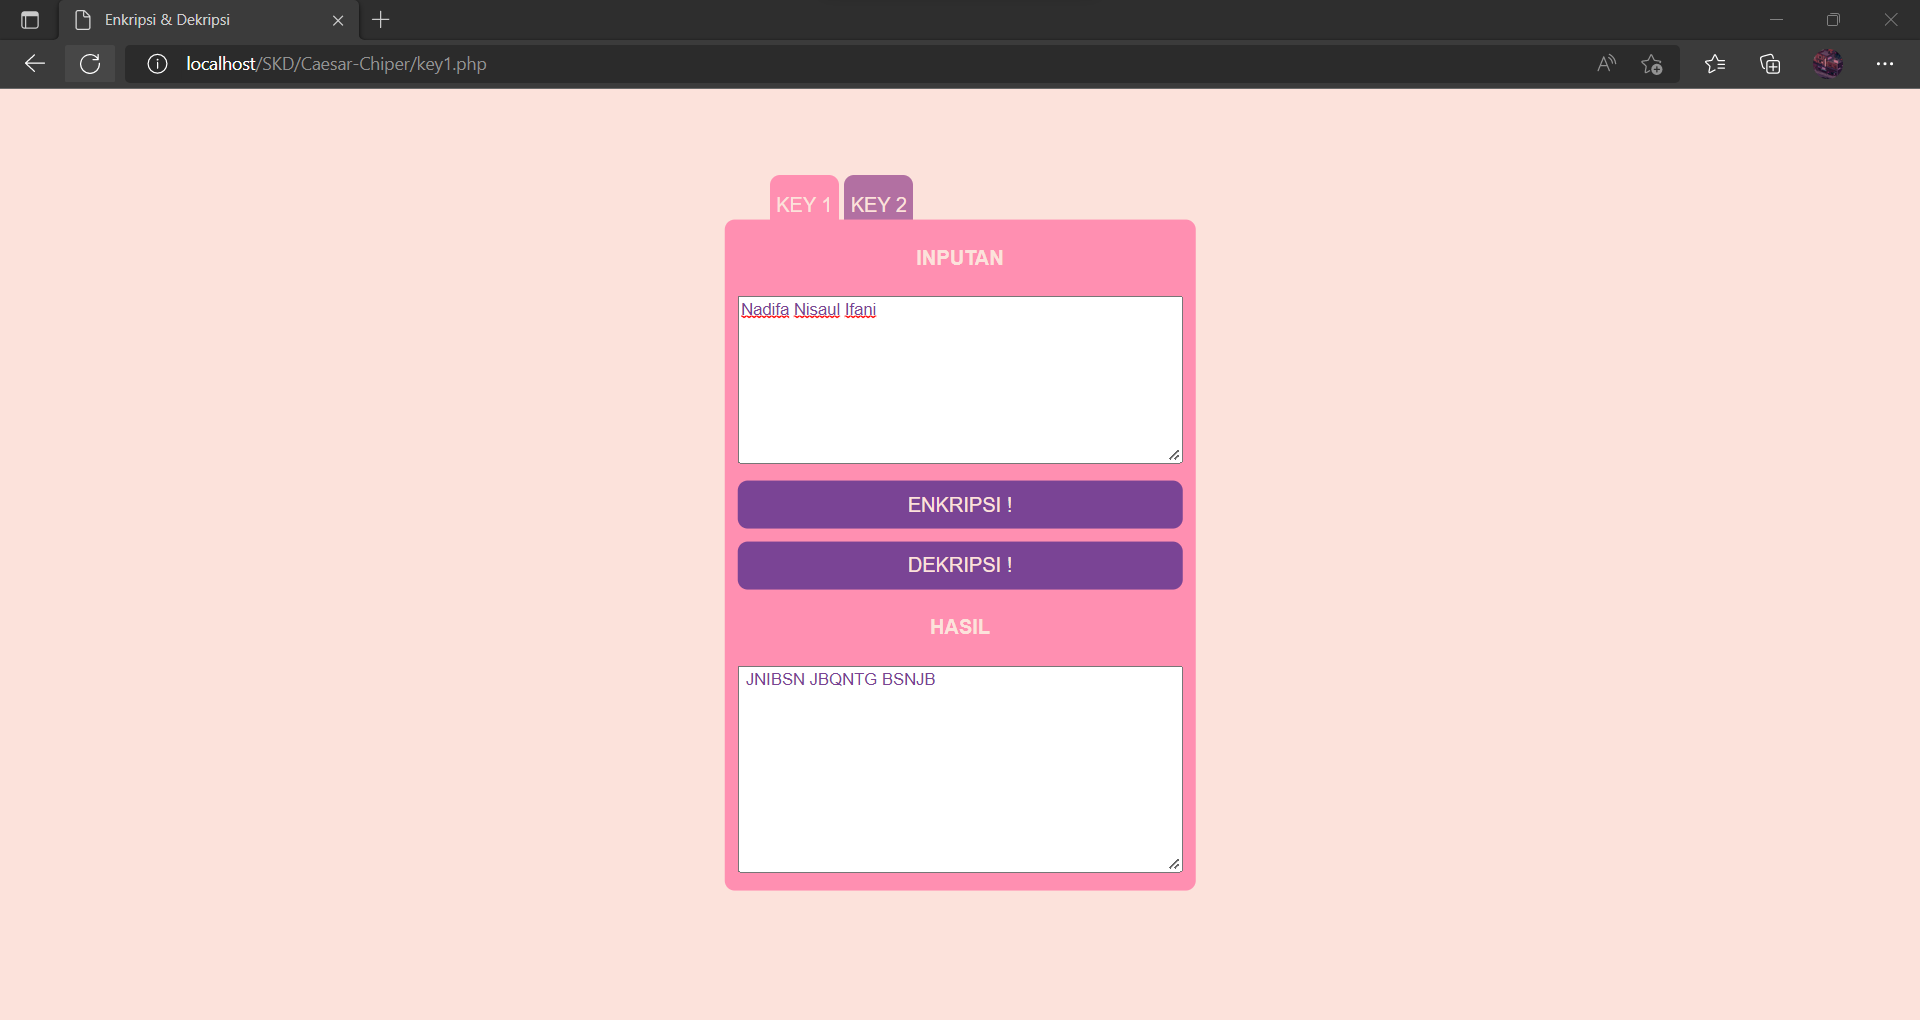 Enkripsi & Dekripsi
localhost/SKD/Caesar-Chiper/key1.php
KEY 1 KEY 2
INPUTAN
Nadifa Nisaul Ifani
ENKRIPSI !
DEKRIPSI !
HASIL
JNIBSN JBQNTG BSNJB